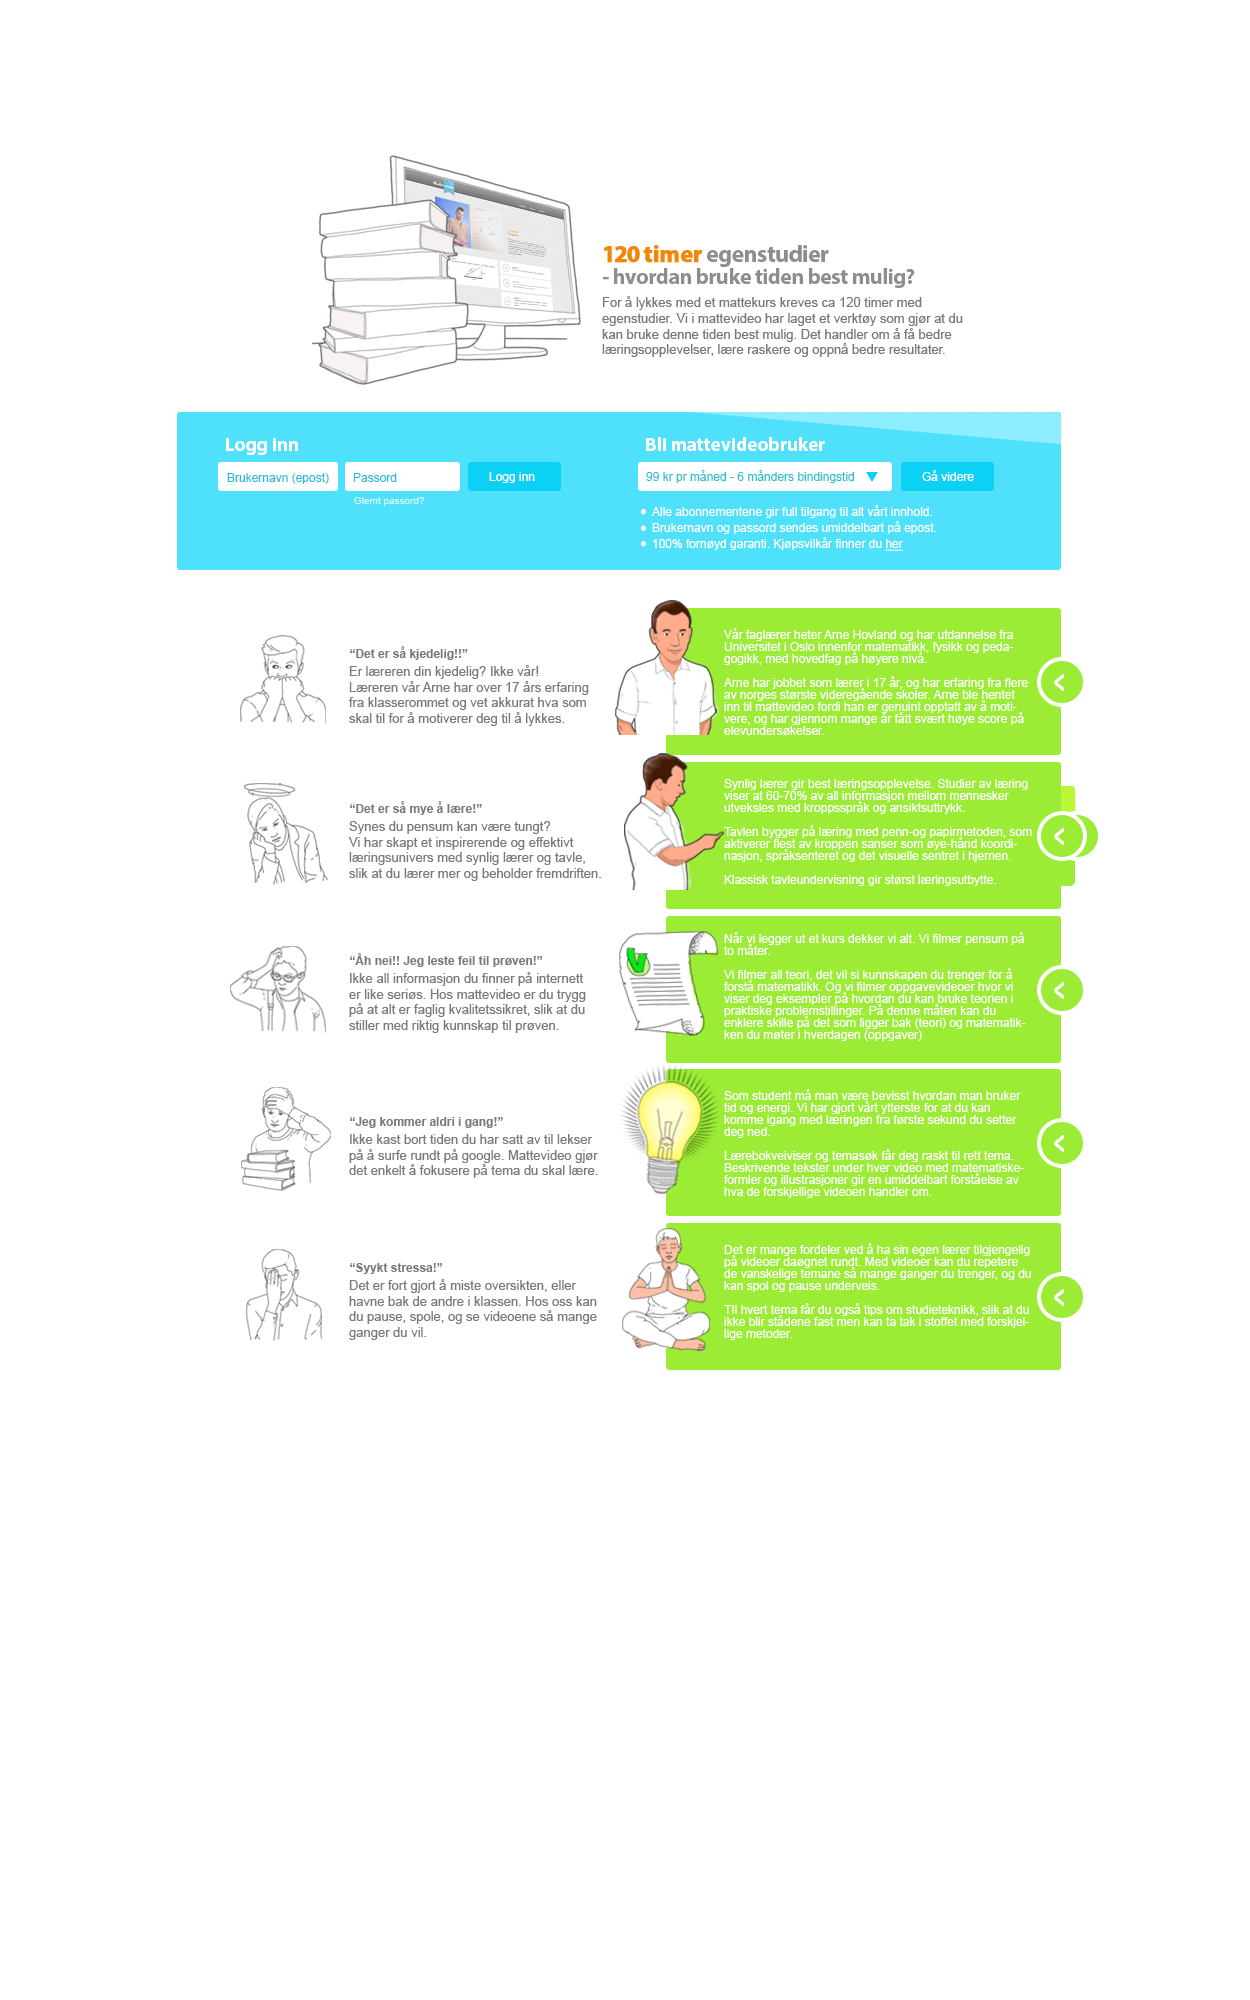 120 timer egenstudier
- hvordan bruke tiden best mulig?
For å lykkes med et mattekurs kreves ca 120 timer med
egenstudier. Vi i mattevideo har laget et verktøy som gjør at du
kan bruke denne tiden best mulig. Det handler om å få bedre
læringsopplevelser, lære raskere og oppnå bedre resultater.
Logg inn
Brukernavn (epost)
Passord
Logg inn
Glemt passord?
Bli mattevideobruker
99 kr pr måned - 6 månders bindingstid
Gå videre
• Alle abonnementene gir full tilgang til alt vårt innhold.
• Brukernavn og passord sendes umiddelbart på epost.
• 100% fornøyd garanti. Kjøpsvilkår finner du her
“Det er så kjedelig!!”
Er læreren din kjedelig? Ikke vår!
Læreren vår Arne har over 17 års erfaring
fra klasserommet og vet akkurat hva som
skal til for å motiverer deg til å lykkes.
Vår faglærer heter Arne Hovland og har utdannelse fra
Universitet i Oslo innenfor matematikk, fysikk og peda-
gogikk, med hovedfag på høyere nivå.
Arne har jobbet som lærer i 17 år, og har erfaring fra flere
av norges største videregående skoler. Arne ble hentet
inn til mattevideo fordi han er genuint opptatt av å moti-
vere, og har gjennom mange år fått svært høye score på
elevundersøkelser.
“Det er så mye å lære!”
Synes du pensum kan være tungt?
Vi har skapt et inspirerende og effektivt
læringsunivers med synlig lærer og tavle,
slik at du lærer mer og beholder fremdriften.
Synlig lærer gir best læringsopplevelse. Studier av læring
viser at 60-70% av all informasjon mellom mennesker
utveksles med kroppsspråk og ansiktsuttrykk.
Tavlen bygger på læring med penn-og papirmetoden, som
aktiverer flest av kroppen sanser som øye-hånd koordi-
nasjon, språksenteret og det visuelle sentret i hjernen.
Klassisk tavleundervisning gir størst læringsutbytte.
“Åh nei!! Jeg leste feil til prøven!”
Ikke all informasjon du finner på internett
er like seriøs. Hos mattevideo er du trygg
på at alt er faglig kvalitetssikret, slik at du
stiller med riktig kunnskap til prøven.
Når vi legger ut et kurs dekker vi alt. Vi filmer pensum på
to måter.
Vi filmer all teori, det vil si kunnskapen du trenger for å
forstå matematikk. Og vi filmer oppgavevideoer hvor vi
viser deg eksempler på hvordan du kan bruke teorien i
praktiske problemstillinger. På denne måten kan du
enklere skille på det som ligger bak (teori) og matematik-
ken du møter i hverdagen (oppgaver)
“Jeg kommer aldri i gang!”
Ikke kast bort tiden du har satt av til lekser
på å surfe rundt på google. Mattevideo gjør
det enkelt å fokusere på tema du skal lære.
Som student må man være bevisst hvordan man bruker
tid og energi. Vi har gjort vårt ytterste for at du kan
komme igang med læringen fra første sekund du setter
deg ned.
Lærebokveiviser og temasøk får deg raskt til rett tema.
Beskrivende tekster under hver video med matematiske-
formler og illustrasjoner gir en umiddelbart forståelse av
hva de forskjellige videoen handler om.
“Syykt stressa!”
Det er fort gjort å miste oversikten, eller
havne bak de andre i klassen. Hos oss kan
du pause, spole, og se videoene så mange
ganger du vil.
Det er mange fordeler ved å ha sin egen lærer tilgjengelig
på videoer daøgnet rundt. Med videoer kan du repetere
de vanskelige temane så mange ganger du trenger, og du
kan spol og pause underveis.
TIl hvert tema får du også tips om studieteknikk, slik at du
ikke blir stådene fast men kan ta tak i stoffet med forskjel-
lige metoder.